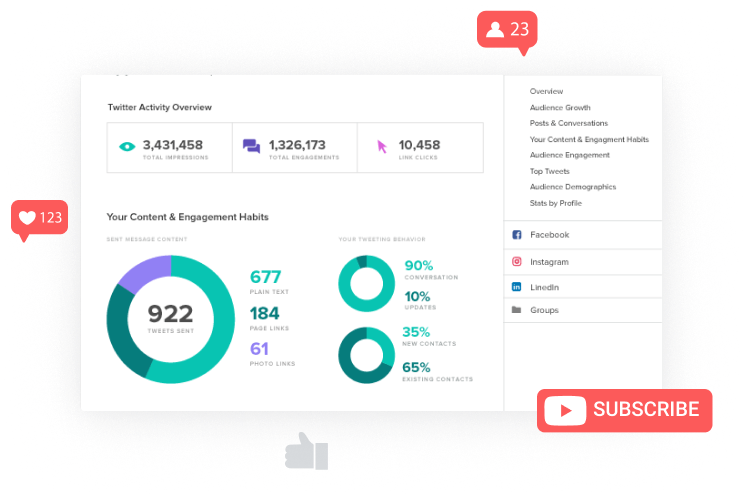 23
Twitter Activity Overview
3,431,458
TOTAL IMPRESSIONS
1,326,173
TOTAL ENGAGEMENTS
10,458
LINK CLICKS
Your Content & Engagement Habits
SENT MESSAGE CONTENT
922
TWEETS SENT
677
PLAIN TEXT
184
PAGE LINKS
61
PHOTO LINKS
YOUR TWEETING BEHAVIOR
90%
CONVERSATION
10%
UPDATES
35%
NEW CONTACTS
65%
EXISTING CONTACTS
Overview
Audience Growth
Posts & Conversations
Your Content & Engagment Habits
Audience Engagement
Top Tweets
Audience Demographics
Stats by Profile
Facebook
Instagram
LinedIn
Groups
123
SUBSCRIBE